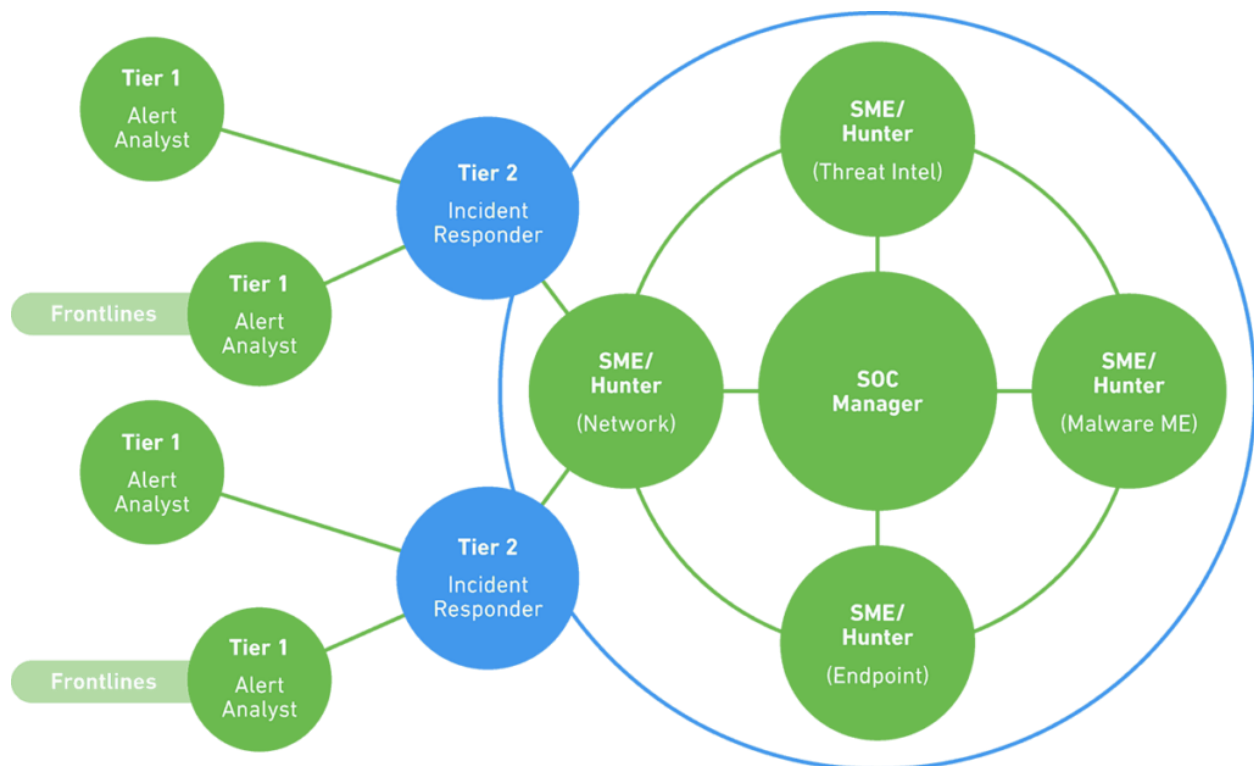 Tier 1
Alert
Analyst
Frontlines
Tier 1
Alert
Analyst
Tier 1
Alert
Analyst
Frontlines
Tier 1
Alert
Analyst
Tier 2
Incident
Responder
Tier 2
Incident
Responder
SME/
Hunter
(Threat Intel)
SME/
Hunter
(Network)
SOC
Manager
SME/
Hunter
(Malware ME)
SME/
Hunter
(Endpoint)